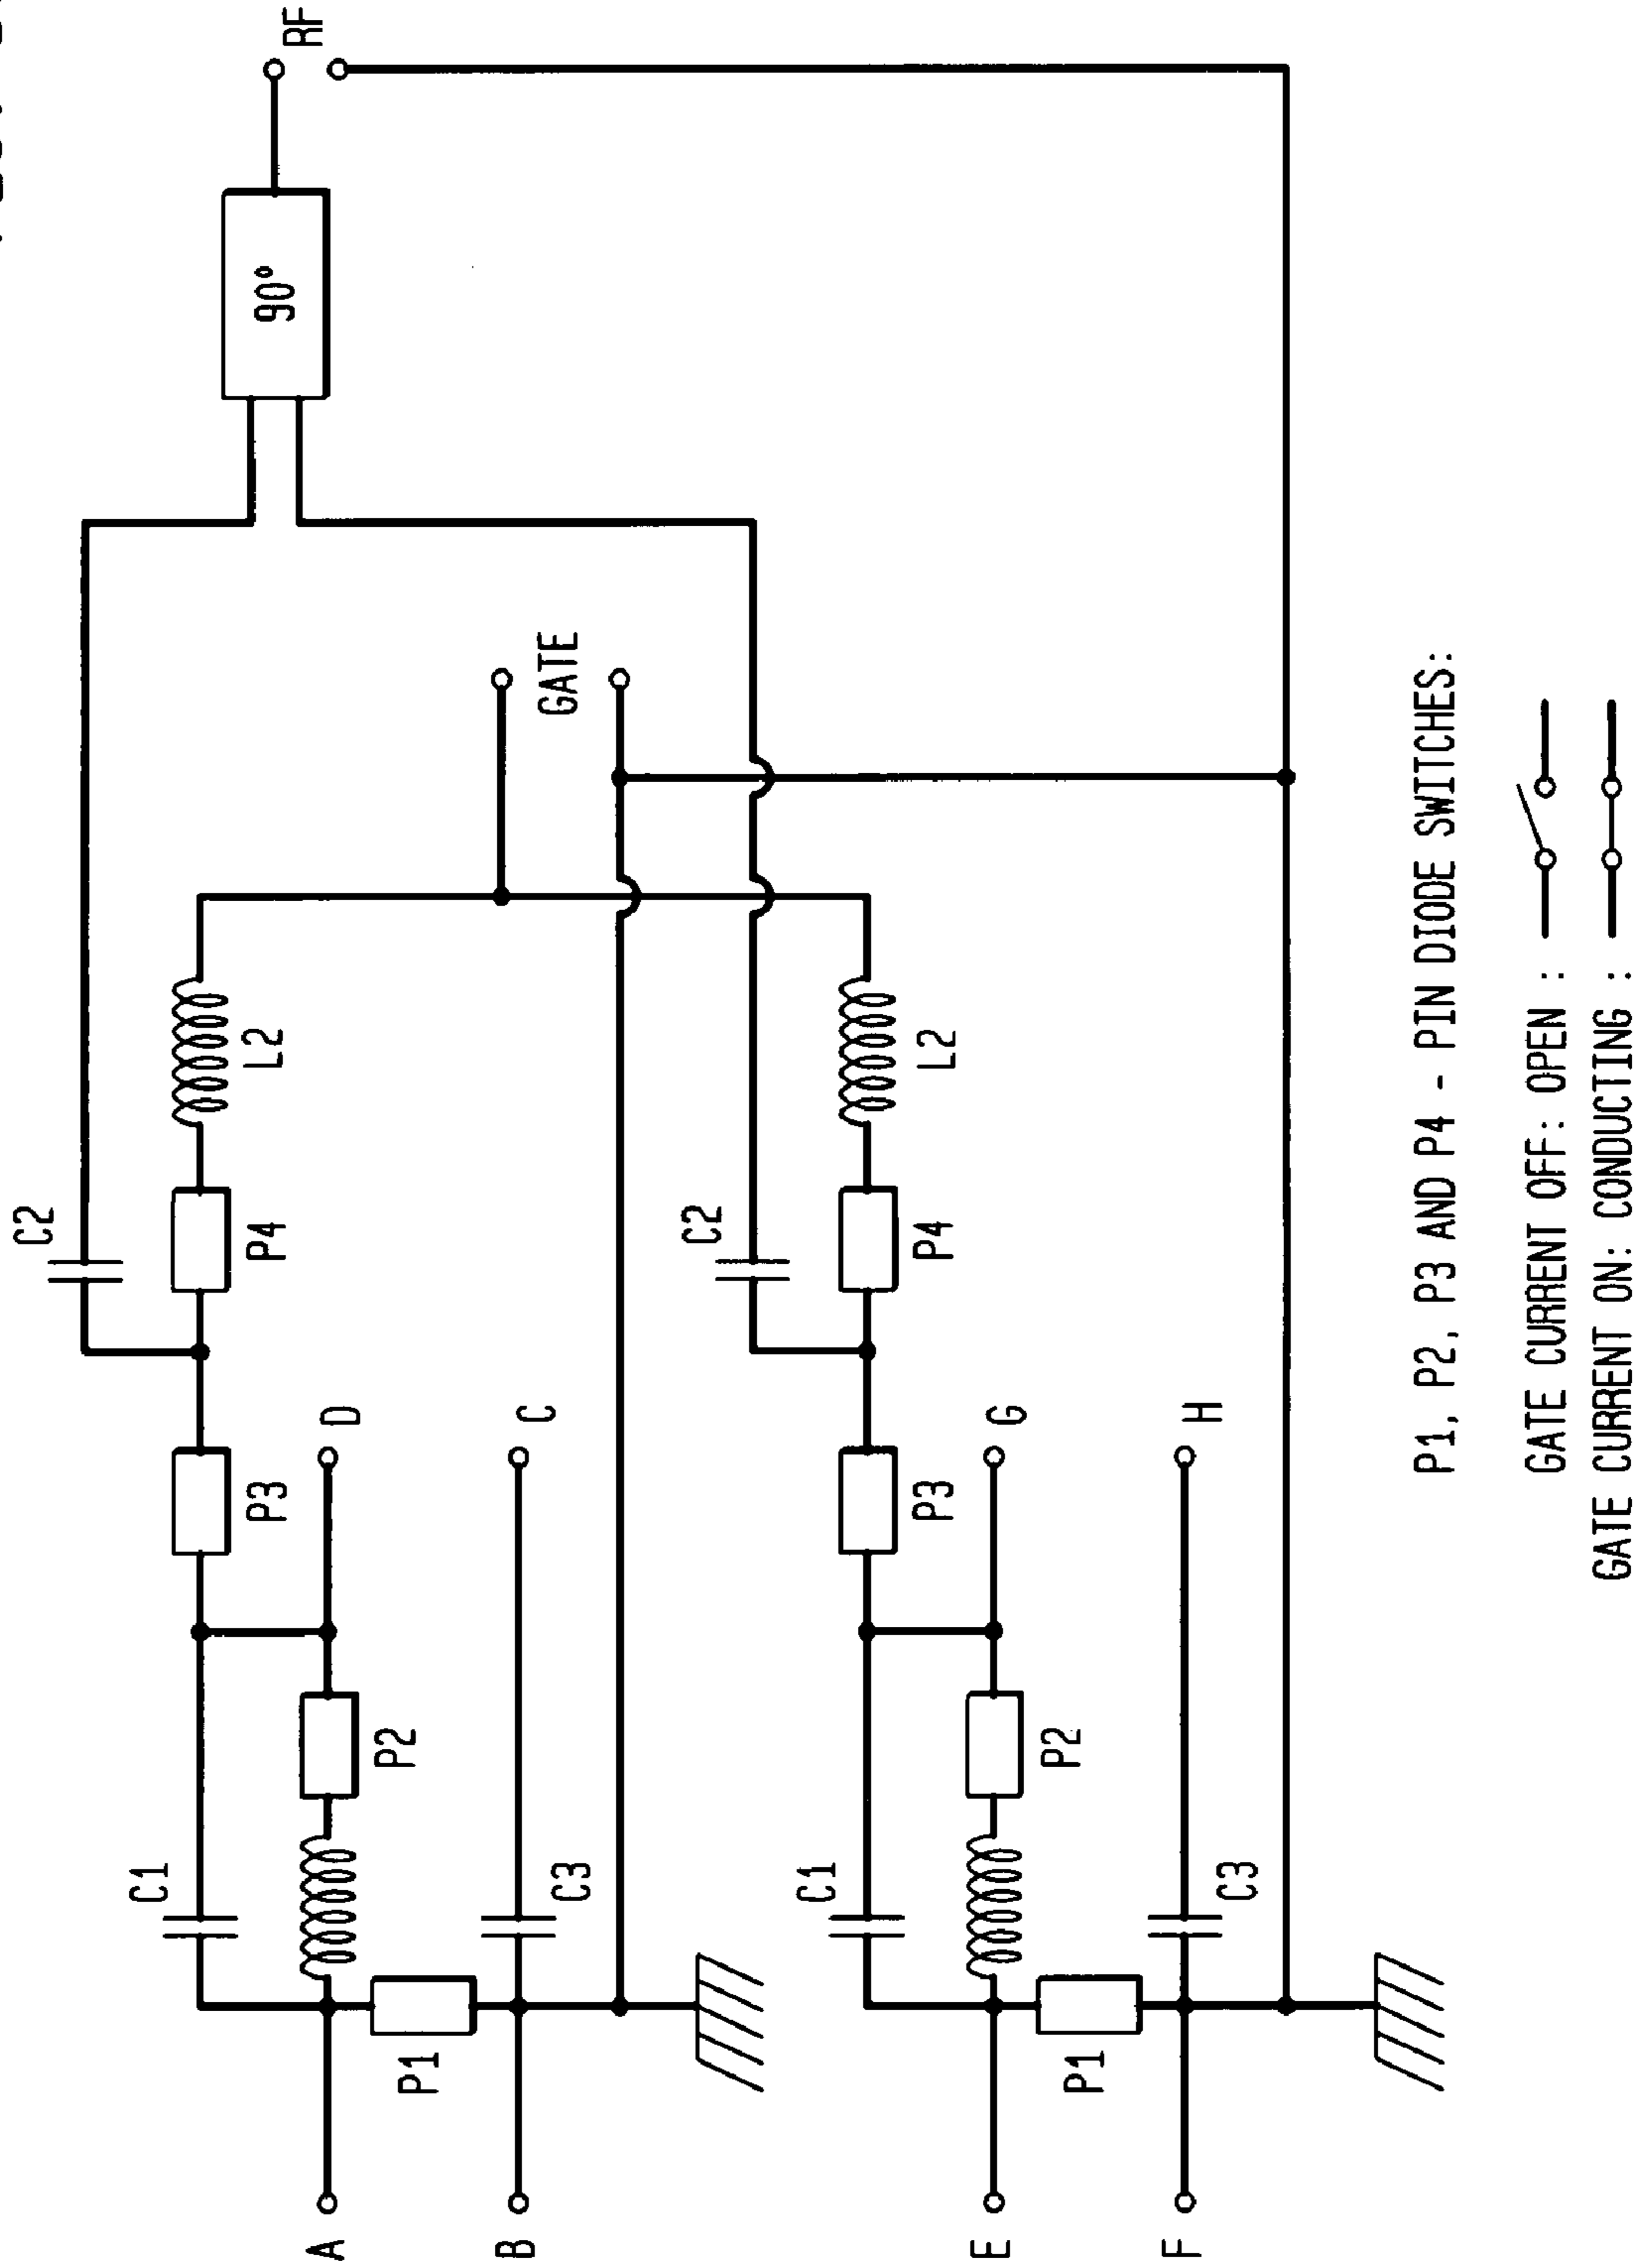 C2
C1
P3
P4
L2
90°
RF
A
D
P2
P1
B
C
GATE
C3
C2
C1
P3
P4
L2
E
G
P2
P1
F
H
C3
P1, P2, P3 AND P4 - PIN DIODE SWITCHES:
GATE CURRENT OFF: OPEN :
GATE CURRENT ON: CONDUCTING :